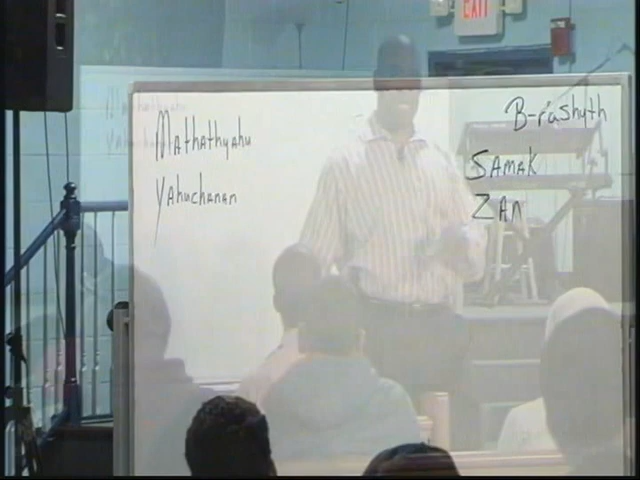 EXIT
Mathathyahu
Yahuchanan
B-rashyth
Samak
Zan